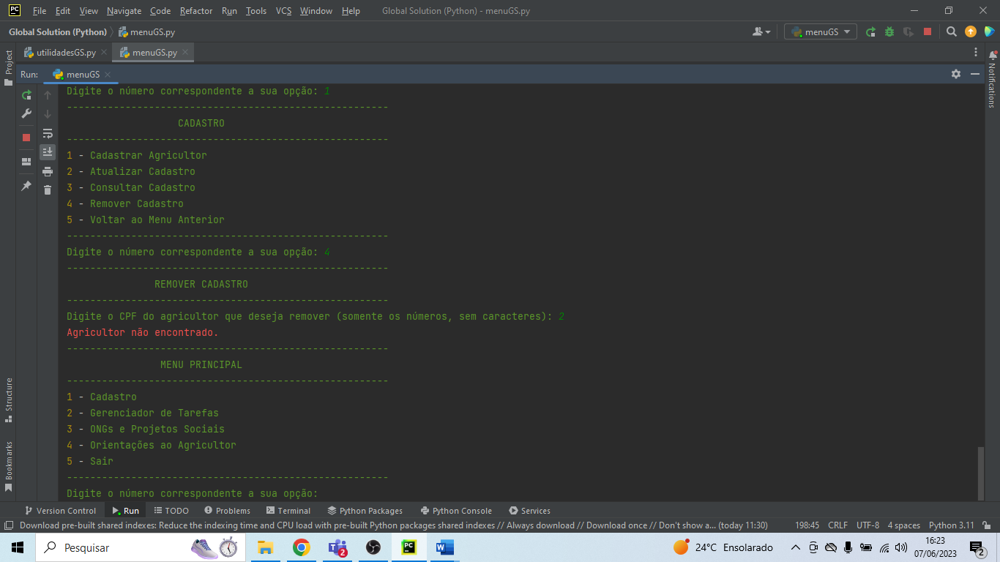 PC File Edit View Navigate Code Refactor Run Tools VCS Window Help Global Solution (Python) - menuGS.py
Global Solution (Python) menuGS.py menuGS
utilidadesGS.py menuGS.py
Project
Notifications
Run: menuGS
Digite o número correspondente a sua opção: 1
-------------------------------------------------------
CADASTRO
-------------------------------------------------------
1 - Cadastrar Agricultor
2 - Atualizar Cadastro
3 - Consultar Cadastro
4 - Remover Cadastro
5 - Voltar ao Menu Anterior
-------------------------------------------------------
Digite o número correspondente a sua opção: 4
-------------------------------------------------------
REMOVER CADASTRO
-------------------------------------------------------
Digite o CPF do agricultor que deseja remover (somente os números, sem caracteres): 2
Agricultor não encontrado.
-------------------------------------------------------
MENU PRINCIPAL
-------------------------------------------------------
1 - Cadastro
2 - Gerenciador de Tarefas
3 - ONGs e Projetos Sociais
4 - Orientações ao Agricultor
5 - Sair
-------------------------------------------------------
Digite o número correspondente a sua opção:
Structure
Bookmarks
Version Control Run TODO Problems Terminal Python Packages Python Console Services
Download pre-built shared indexes: Reduce the indexing time and CPU load with pre-built Python packages shared indexes // Always download // Download once // Don't show a... (today 11:30) 198:45 CRLF UTF-8 4 spaces Python 3.11
Pesquisar 2 PC W 24°C Ensolarado 16:23
07/06/2023 2